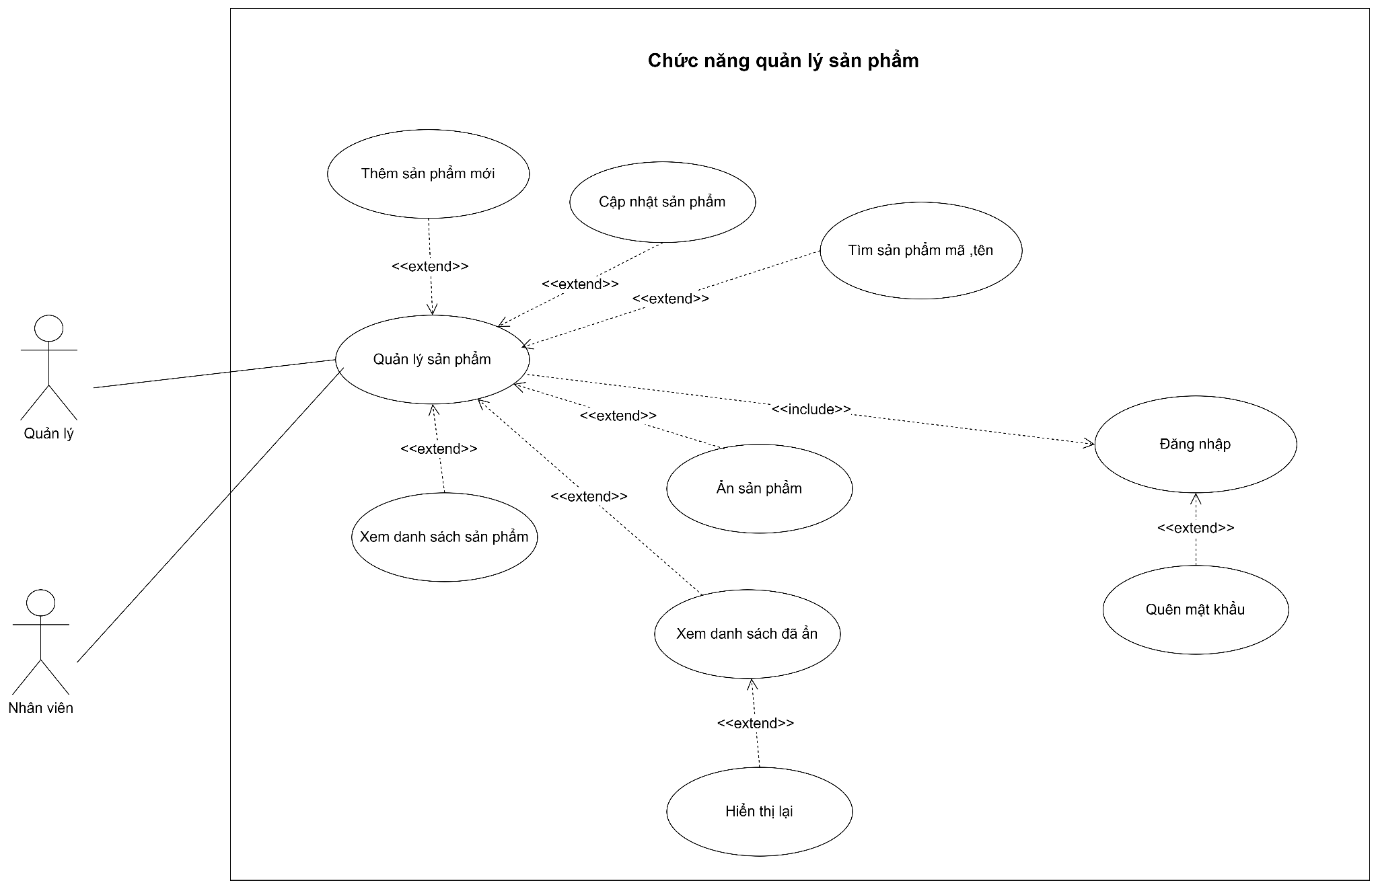 Chức năng quản lý sản phẩm
Thêm sản phẩm mới
Cập nhật sản phẩm
Tìm sản phẩm mã ,tên
<<extend>>
<<extend>>
<<extend>>
Quản lý sản phẩm
Quản lý
<<include>>
<<extend>>
Đăng nhập
<<extend>>
Ẩn sản phẩm
<<extend>>
<<extend>>
Xem danh sách sản phẩm
Quên mật khẩu
Xem danh sách đã ẩn
Nhân viên
<<extend>>
Hiển thị lại